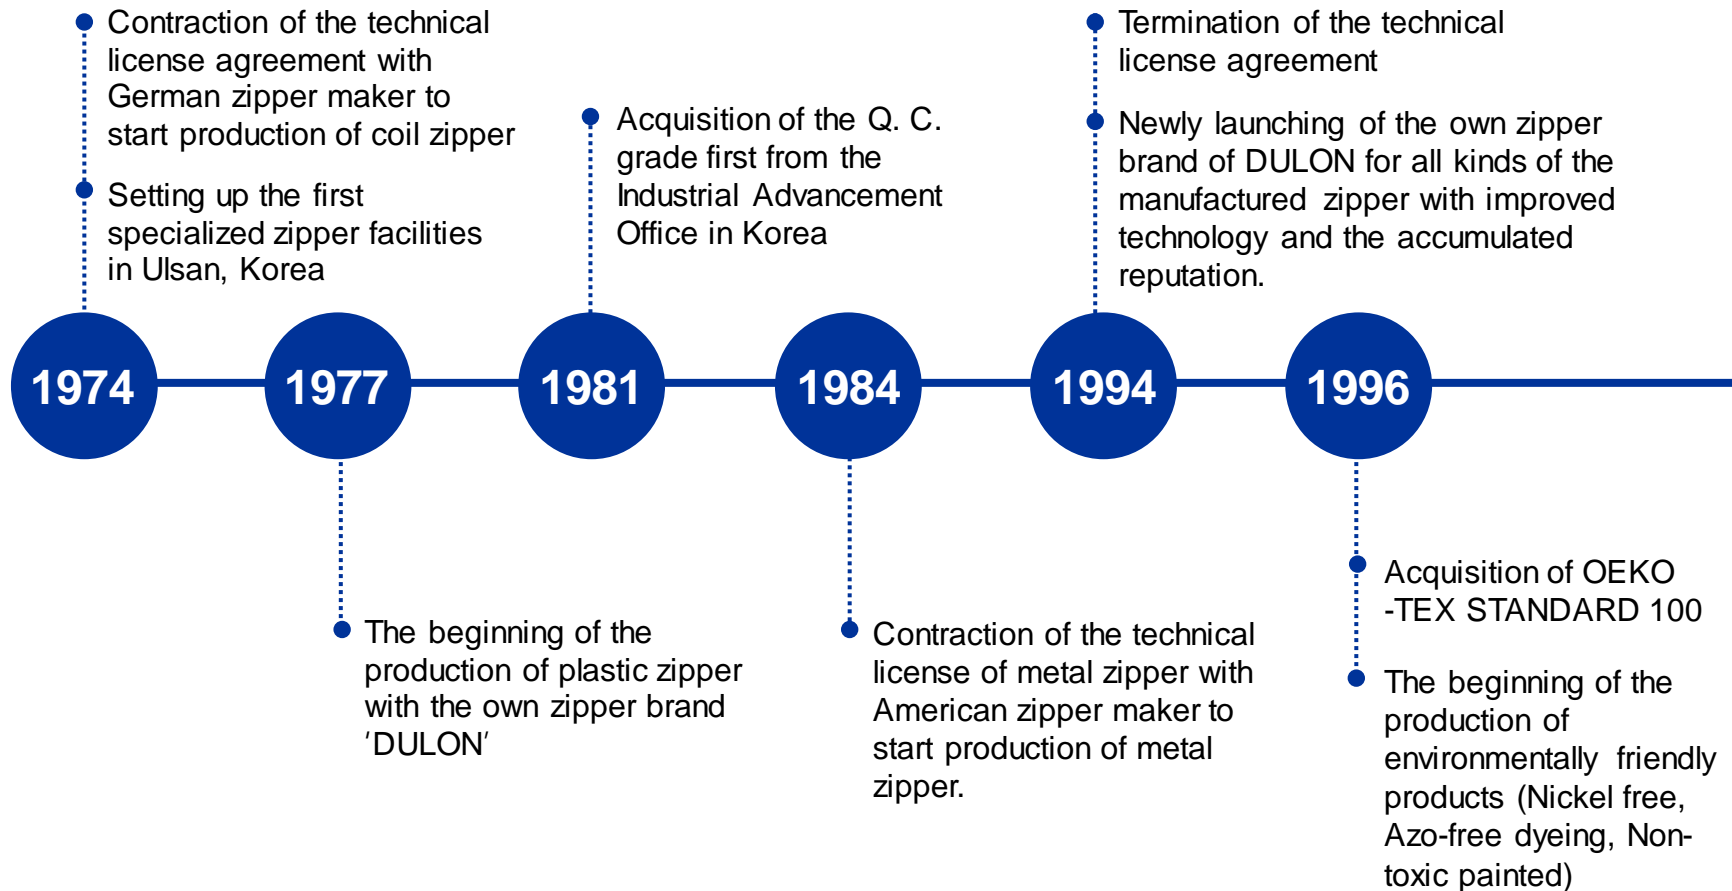 Contraction of the technical
license agreement with
German zipper maker to
start production of coil zipper
Setting up the first
specialized zipper facilities
in Ulsan, Korea
Acquisition of the Q. C.
grade first from the
Industrial Advancement
Office in Korea
Termination of the technical
license agreement
Newly launching of the own zipper
brand of DULON for all kinds of the
manufactured zipper with improved
technology and the accumulated
reputation.
1974
1977
1981
1984
1994
1996
The beginning of the
production of plastic zipper
with the own zipper brand
'DULON'
Contraction of the technical
license of metal zipper with
American zipper maker to
start production of metal
zipper.
Acquisition of OEKO
-TEX STANDARD 100
The beginning of the
production of
environmentally friendly
products (Nickel free,
Azo-free dyeing, Non-
toxic painted)